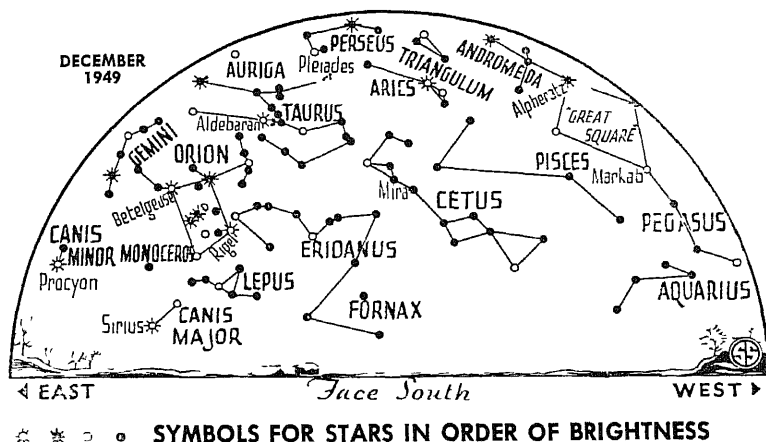 DECEMBER
1949
PERSEUS
Pleiades
AURIGA
TRIANGULUM
ANDROMEDA
ARIES
Alpheratz
TAURUS
Aldebaran
"GREAT
SQUARE"
GEMINI
ORION
PISCES
Markab
Mira
CETUS
Betelgeuse
PEGASUS
CANIS
MINOR
MONOCEROS
Rigel
ERIDANUS
Procyon
LEPUS
FORNAX
AQUARIUS
Sirius
CANIS
MAJOR
EAST
Face South
WEST
SYMBOLS FOR STARS IN ORDER OF BRIGHTNESS